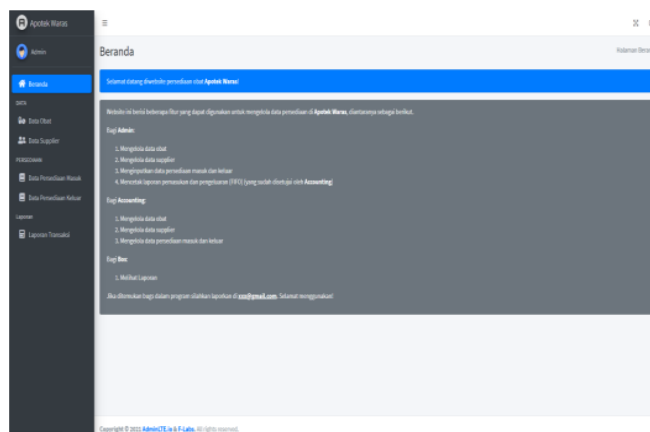 Apotek Waras
Admin
Beranda
DATA
Data Obat
Data Supplier
PERSEDIAAN
Data Persediaan Masuk
Data Persediaan Keluar
Laporan
Laporan Transaksi
Beranda
Halaman Bera
Selamat datang diwebsite persediaan obat Apotek Waras!
Website ini berisi beberapa fitur yang dapat digunakan untuk mengelola data persediaan di Apotek Waras, diantaranya sebagai berikut.
Bagi Admin:
1. Mengelola data obat
2. Mengelola data supplier
3. Menginputkan data persediaan masuk dan keluar
4. Mencetak laporan pemasukan dan pengeluaran (FIFO) (yang sudah disetujui oleh Accounting)
Bagi Accounting:
1. Mengelola data obat
2. Mengelola data supplier
3. Mengelola data persediaan masuk dan keluar
Bagi Bos:
1. Melihat Laporan
Jika ditemukan bugs dalam program silahkan laporkan di xxx@gmail.com. Selamat menggunakan!
Copyright © 2021 AdminLTE.io & F-Labs. All rights reserved.